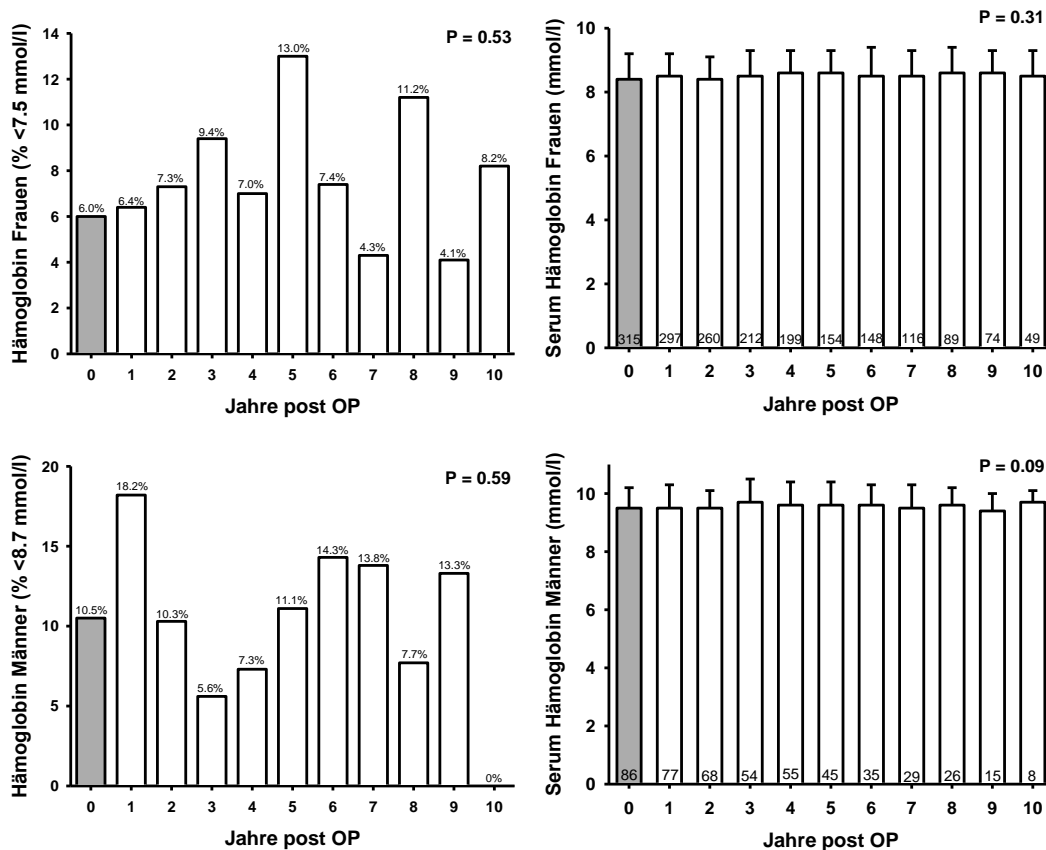 P = 0.53
Hämoglobin Frauen (% <7.5 mmol/l)
14
12
10
8
6
4
2
0
6.0%
6.4%
7.3%
9.4%
7.0%
13.0%
7.4%
4.3%
11.2%
4.1%
8.2%
0 1 2 3 4 5 6 7 8 9 10
Jahre post OP
P = 0.31
Serum Hämoglobin Frauen (mmol/l)
10
8
6
4
2
0
315 297 260 212 199 154 148 116 89 74 49
0 1 2 3 4 5 6 7 8 9 10
Jahre post OP
P = 0.59
Hämoglobin Männer (% <8.7 mmol/l)
20
15
10
5
0
10.5%
18.2%
10.3%
5.6%
7.3%
11.1%
14.3%
13.8%
7.7%
13.3%
0%
0 1 2 3 4 5 6 7 8 9 10
Jahre post OP
P = 0.09
Serum Hämoglobin Männer (mmol/l)
10
8
6
4
2
0
86 77 68 54 55 45 35 29 26 15 8
0 1 2 3 4 5 6 7 8 9 10
Jahre post OP